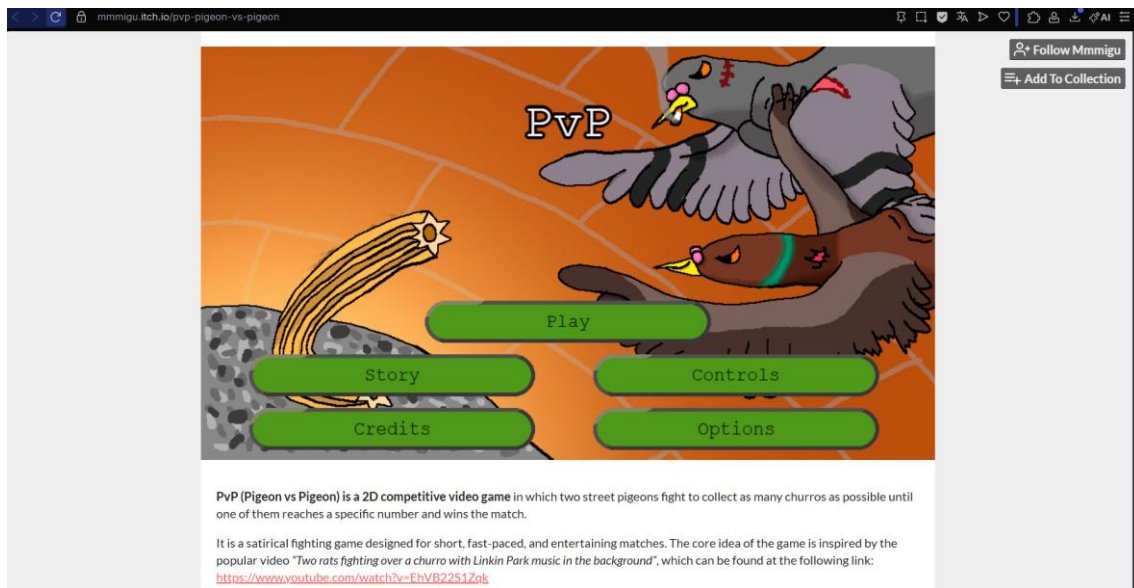 mmmigu.itch.io/pvp-pigeon-vs-pigeon
AI
Follow Mmmigu
Add To Collection
PvP
Play
Story
Controls
Credits
Options
PvP (Pigeon vs Pigeon) is a 2D competitive video game in which two street pigeons fight to collect as many churros as possible until
one of them reaches a specific number and wins the match.
It is a satirical fighting game designed for short, fast-paced, and entertaining matches. The core idea of the game is inspired by the
popular video "Two rats fighting over a churro with Linkin Park music in the background", which can be found at the following link:
https://www.youtube.com/watch?v=EhVB22S1Zqk